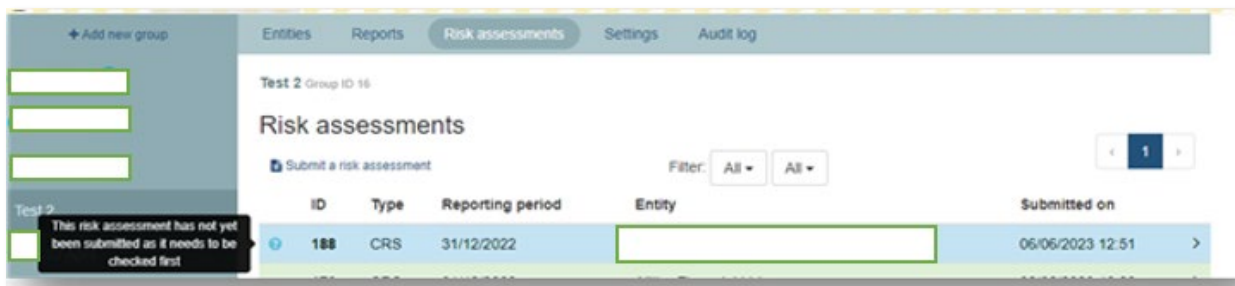 + Add new group
Entities Reports Risk assessments Settings Audit log
Test 2 Group ID 16
Risk assessments
Submit a risk assessment
Filter: All All
1
Test 2
ID Type Reporting period Entity Submitted on
This risk assessment has not yet
been submitted as it needs to be
checked first
188 CRS 31/12/2022 06/06/2023 12:51